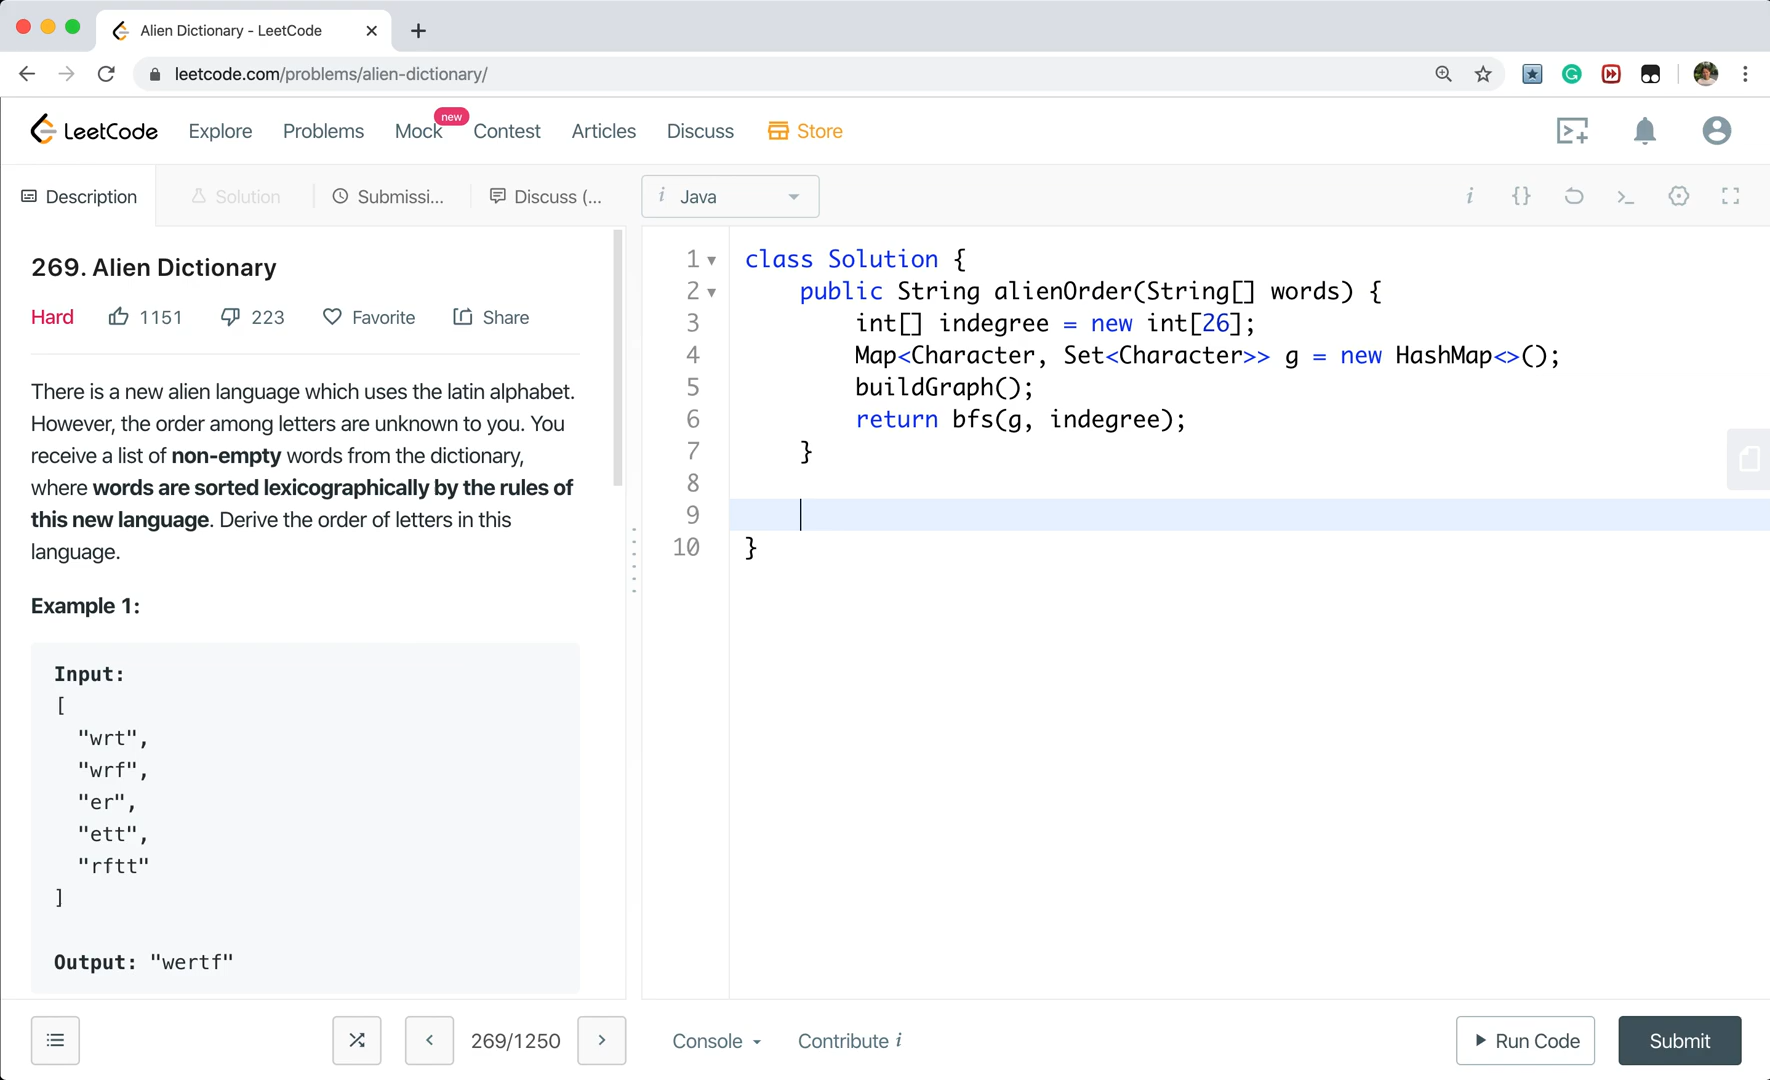 Alien Dictionary - LeetCode
leetcode.com/problems/alien-dictionary/
LeetCode Explore Problems Mock new Contest Articles Discuss Store
Description Solution Submissi... Discuss (... i Java
269. Alien Dictionary
Hard 1151 223 Favorite Share
There is a new alien language which uses the latin alphabet.
However, the order among letters are unknown to you. You
receive a list of non-empty words from the dictionary,
where words are sorted lexicographically by the rules of
this new language. Derive the order of letters in this
language.
Example 1:
Input:
[
"wrt",
"wrf",
"er",
"ett",
"rftt"
]
Output: "wertf"
1 class Solution {
2 public String alienOrder(String[] words) {
3 int[] indegree = new int[26];
4 Map<Character, Set<Character>> g = new HashMap<>();
5 buildGraph();
6 return bfs(g, indegree);
7 }
8
9
10 }
269/1250 Console Contribute i Run Code Submit